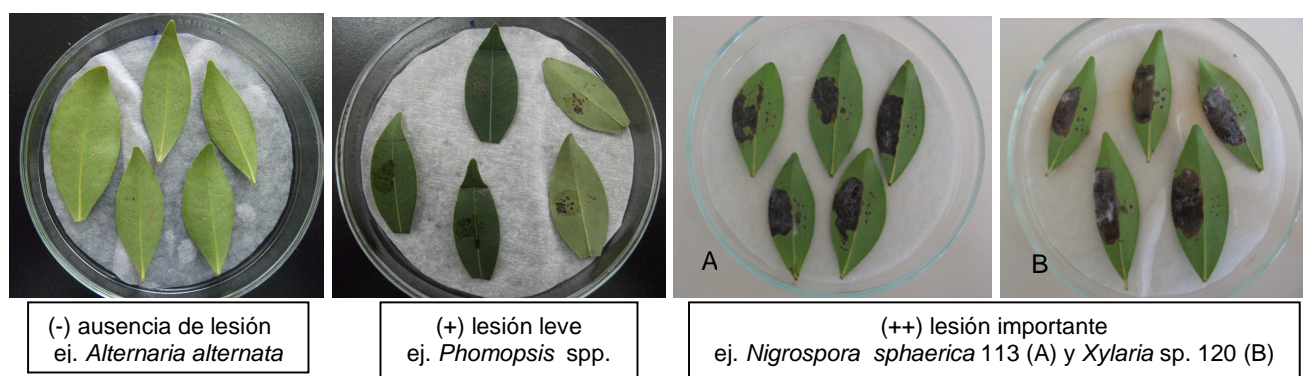 A
B
(-) ausencia de lesión
ej. Alternaria alternata
(+) lesión leve
ej. Phomopsis spp.
(++) lesión importante
ej. Nigrospora sphaerica 113 (A) y Xylaria sp. 120 (B)